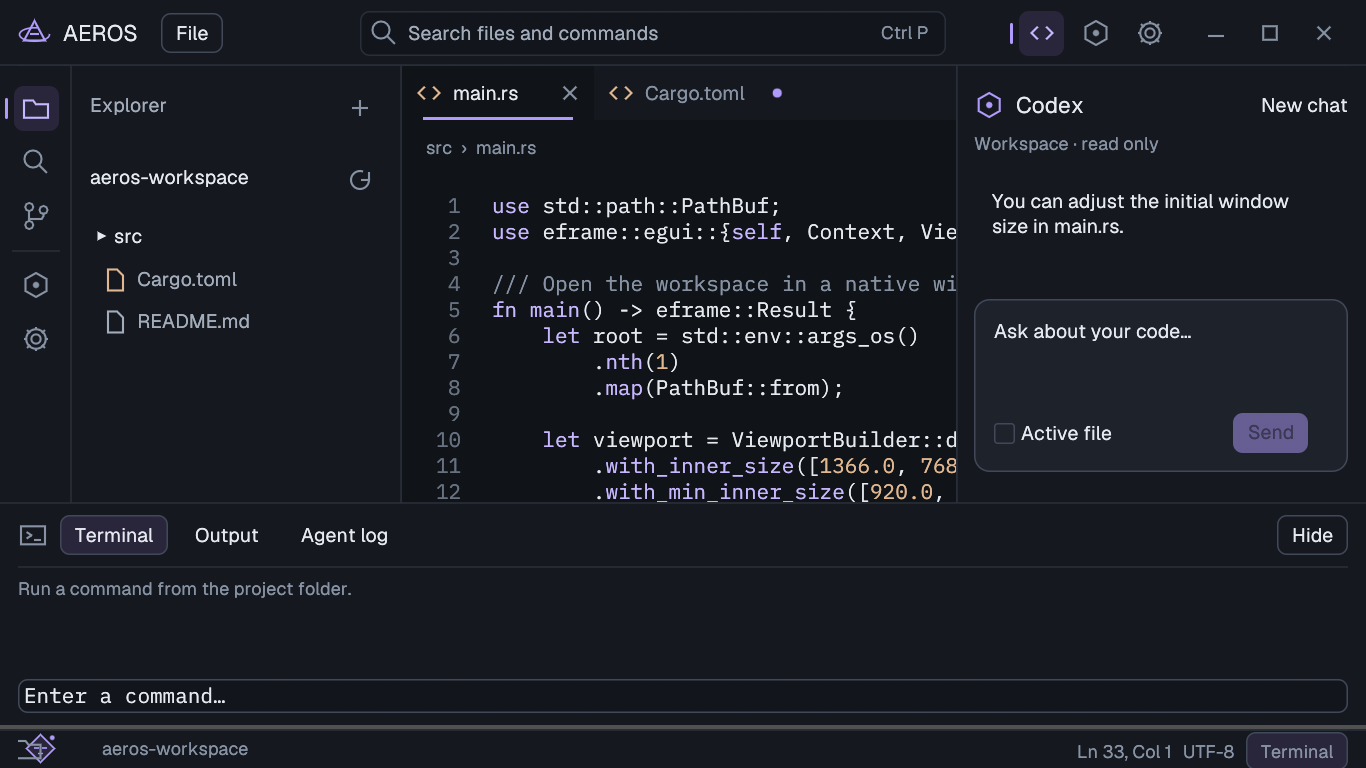 AEROS File Search files and commands Ctrl P
Explorer
aeros-workspace
src
Cargo.toml
README.md
main.rs Cargo.toml
src › main.rs
1 use std::path::PathBuf;
2 use eframe::egui::{self, Context, Vie
3
4 /// Open the workspace in a native wi
5 fn main() -> eframe::Result {
6 let root = std::env::args_os()
7 .nth(1)
8 .map(PathBuf::from);
9
10 let viewport = ViewportBuilder::d
11 .with_inner_size([1366.0, 768
12 .with_min_inner_size([920.0,
Codex New chat
Workspace · read only
You can adjust the initial window
size in main.rs.
Ask about your code…
Active file Send
Terminal Output Agent log Hide
Run a command from the project folder.
Enter a command…
aeros-workspace Ln 33, Col 1 UTF-8 Terminal